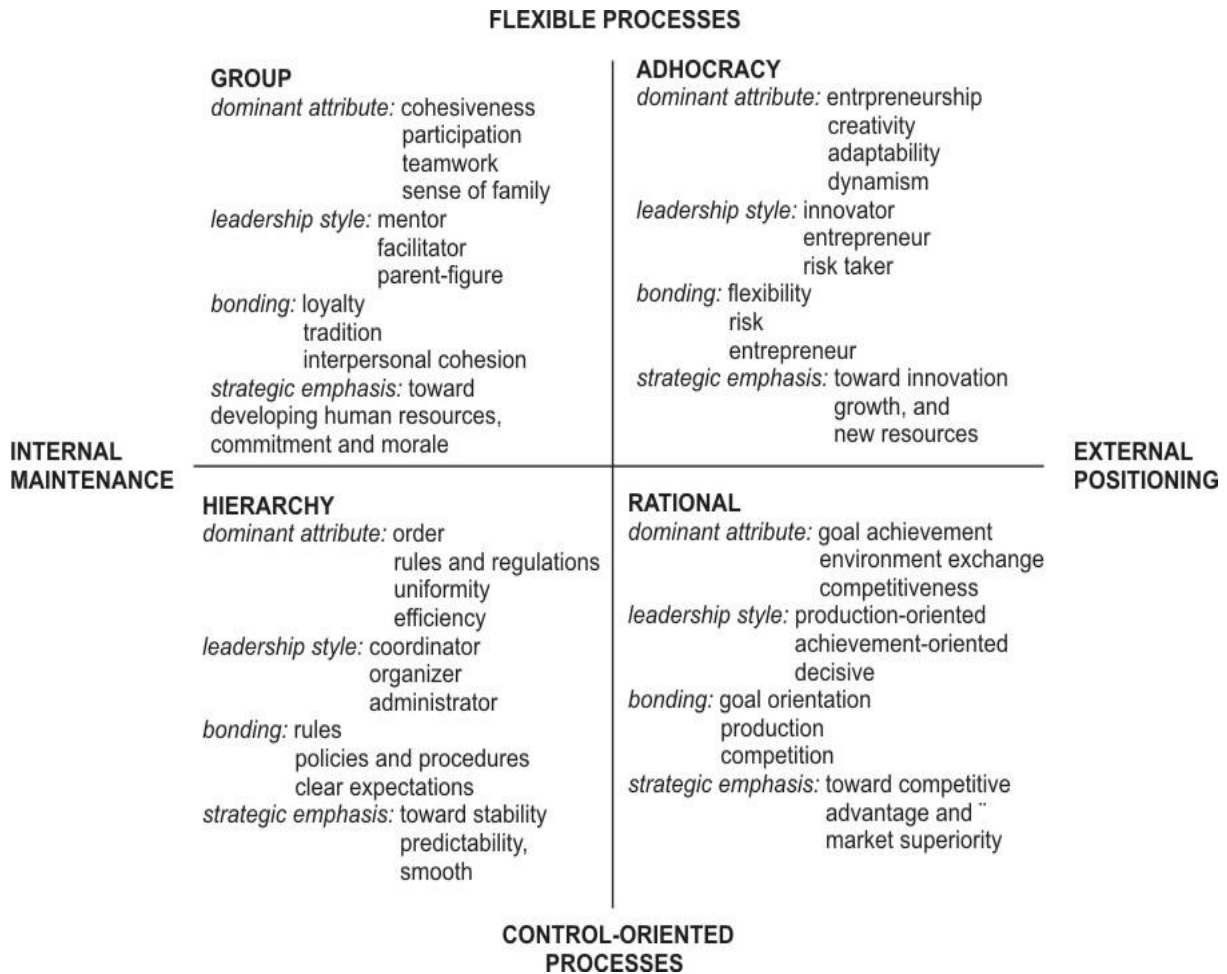 FLEXIBLE PROCESSES
GROUP
dominant attribute: cohesiveness
participation
teamwork
sense of family
leadership style: mentor
facilitator
parent-figure
bonding: loyalty
tradition
interpersonal cohesion
strategic emphasis: toward
developing human resources,
commitment and morale
ADHOCRACY
dominant attribute: entrpreneurship
creativity
adaptability
dynamism
leadership style: innovator
entrepreneur
risk taker
bonding: flexibility
risk
entrepreneur
strategic emphasis: toward innovation
growth, and
new resources
INTERNAL
MAINTENANCE
EXTERNAL
POSITIONING
HIERARCHY
dominant attribute: order
rules and regulations
uniformity
efficiency
leadership style: coordinator
organizer
administrator
bonding: rules
policies and procedures
clear expectations
strategic emphasis: toward stability
predictability,
smooth
RATIONAL
dominant attribute: goal achievement
environment exchange
competitiveness
leadership style: production-oriented
achievement-oriented
decisive
bonding: goal orientation
production
competition
strategic emphasis: toward competitive
advantage and ¨
market superiority
CONTROL-ORIENTED
PROCESSES